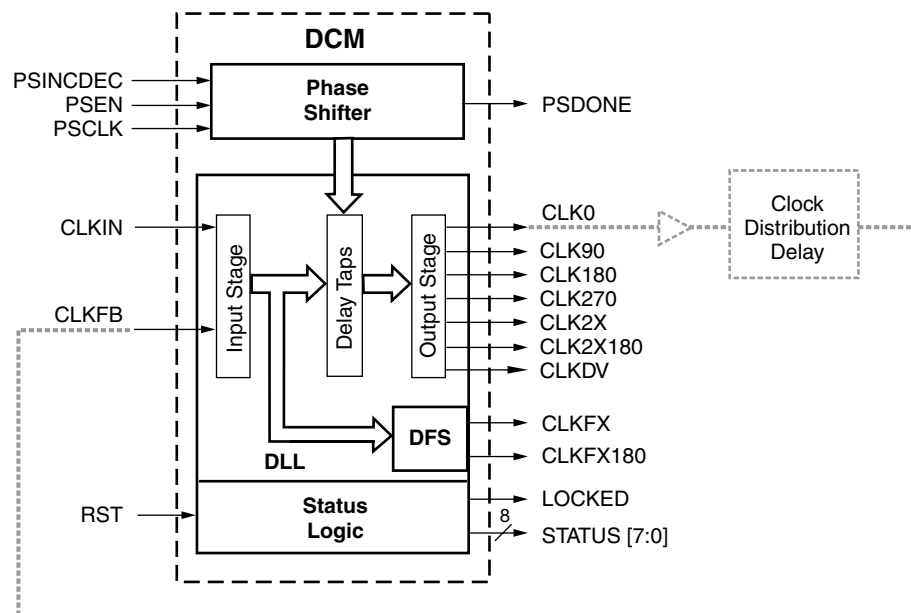 DCM
PSINCDEC
PSEN
PSCLK
Phase
Shifter
PSDONE
CLKIN
CLKFB
Input Stage
Delay Taps
Output Stage
CLK0
CLK90
CLK180
CLK270
CLK2X
CLK2X180
CLKDV
Clock
Distribution
Delay
DFS
CLKFX
CLKFX180
DLL
RST
Status
Logic
LOCKED
8
STATUS [7:0]